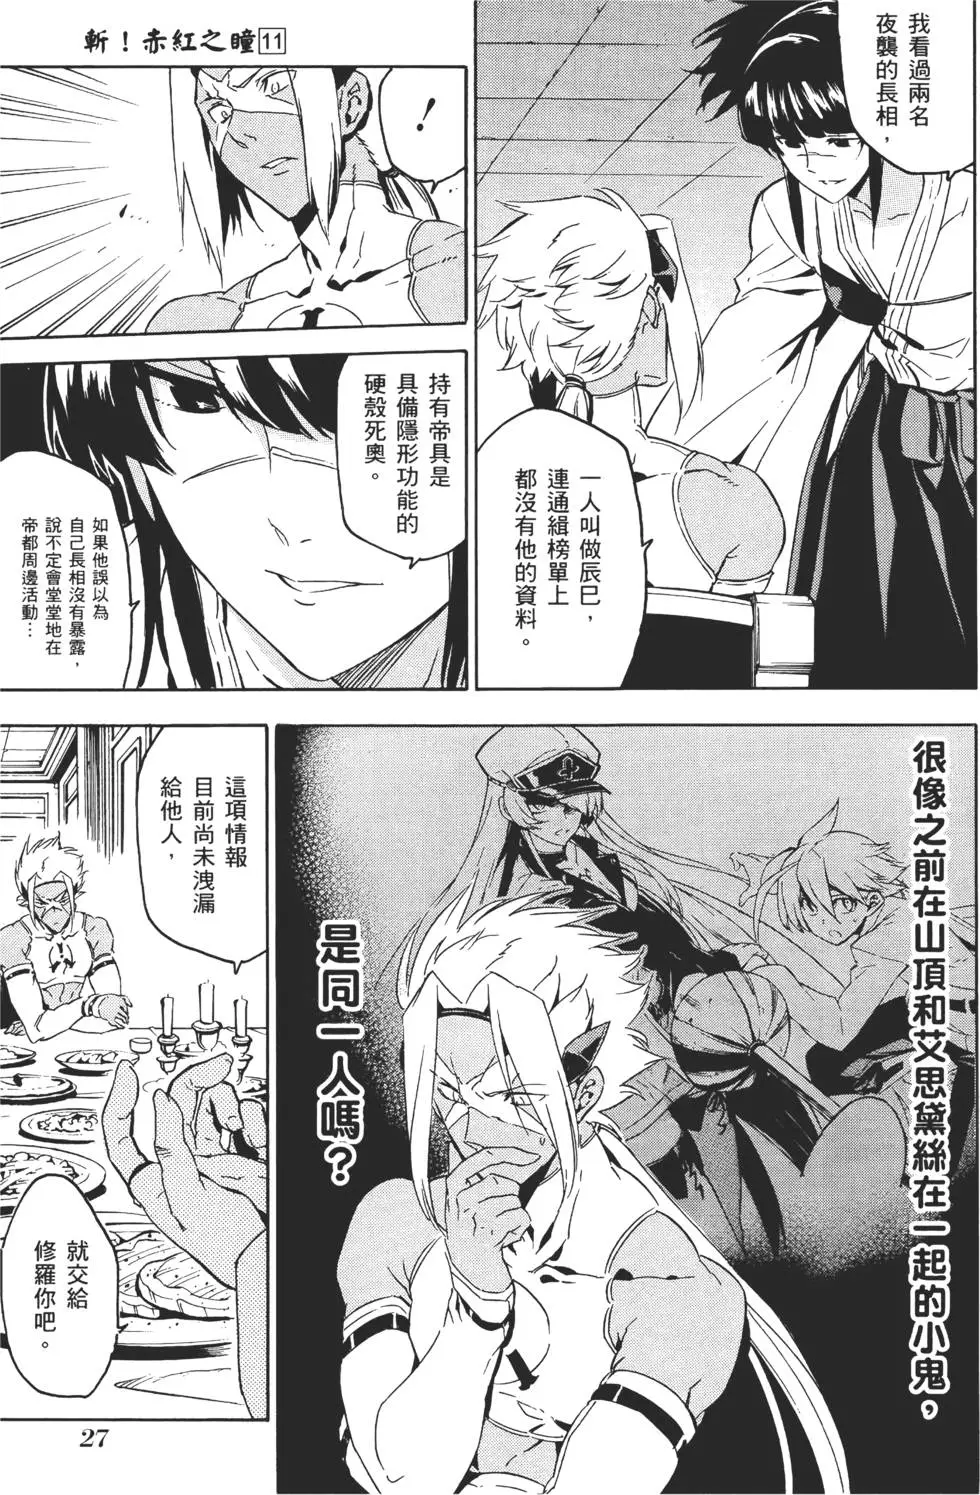 斬！赤紅之瞳11
我看過兩名
夜襲的長相，
一人叫做辰巳，
連通緝榜單上
都沒有他的資料。
！
持有帝具是
具備隱形功能的
硬殼死奧。
如果他誤以為
自己長相沒有暴露，
說不定會堂堂地在
帝都周邊活動…
很像之前在山頂和艾思黛絲在一起的小鬼，
是同一人嗎？
這項情報
目前尚未洩漏
給他人，
就交給
修羅你吧。
27